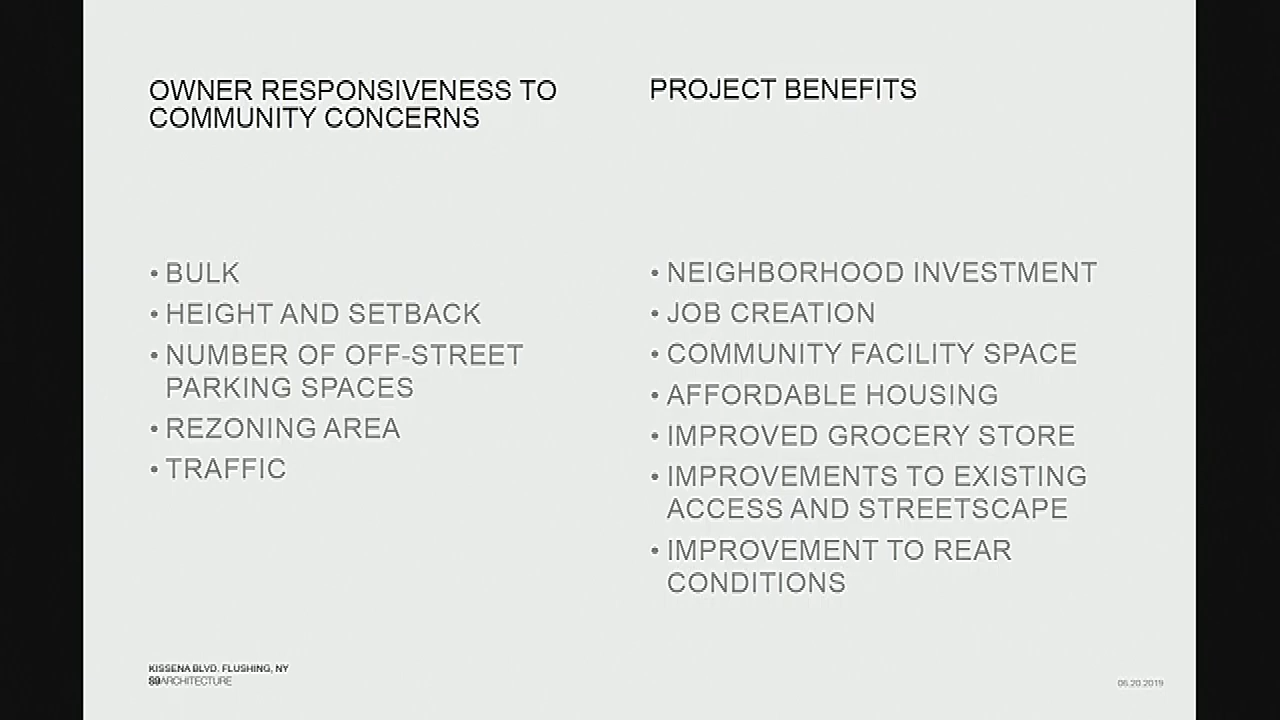 OWNER RESPONSIVENESS TO
COMMUNITY CONCERNS
• BULK
• HEIGHT AND SETBACK
• NUMBER OF OFF-STREET
PARKING SPACES
• REZONING AREA
• TRAFFIC
PROJECT BENEFITS
• NEIGHBORHOOD INVESTMENT
• JOB CREATION
• COMMUNITY FACILITY SPACE
• AFFORDABLE HOUSING
• IMPROVED GROCERY STORE
• IMPROVEMENTS TO EXISTING
ACCESS AND STREETSCAPE
• IMPROVEMENT TO REAR
CONDITIONS
KISSENA BLVD. FLUSHING, NY
ARCHITECTURE
06.20.2019